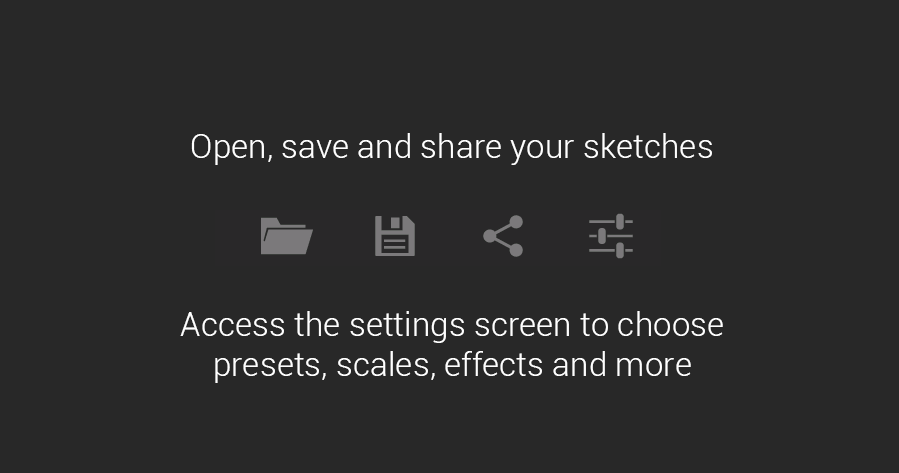 Open, save and share your sketches
Access the settings screen to choose
presets, scales, effects and more